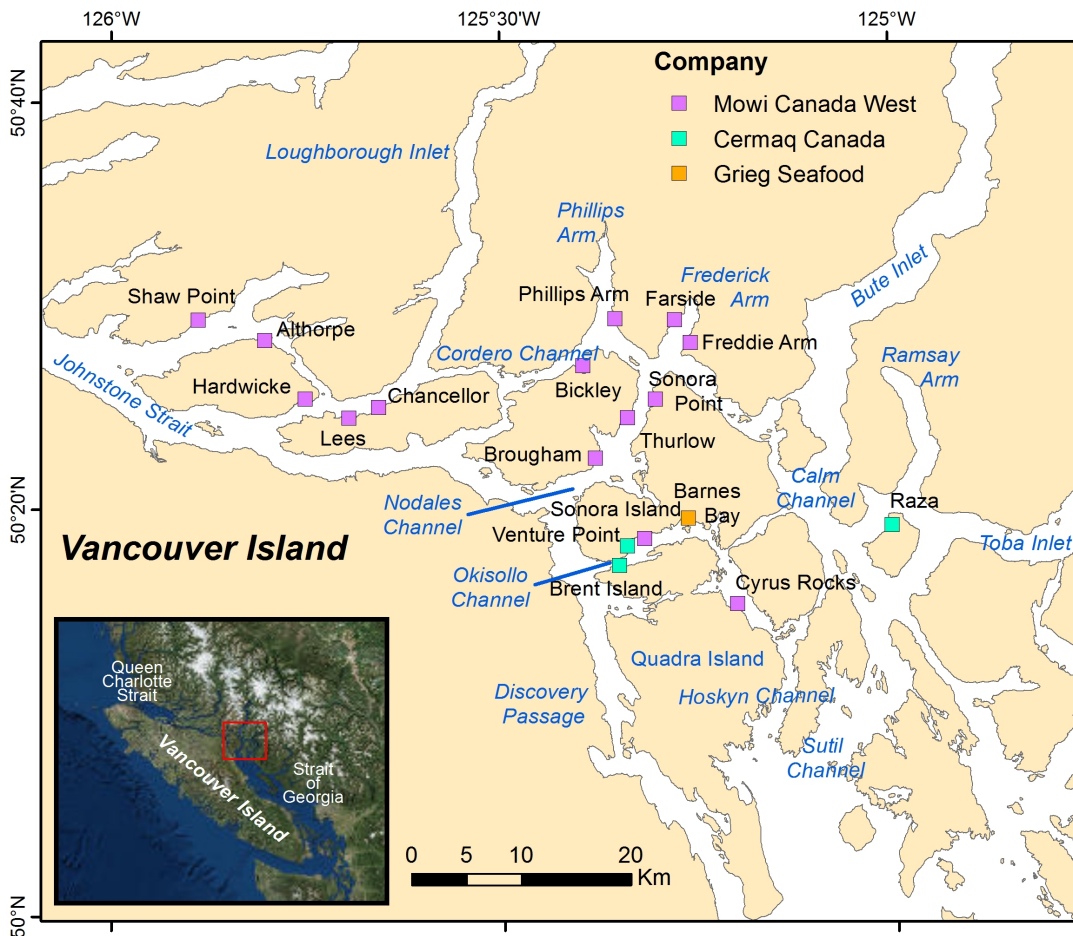 126°W
125°30'W
125°W
50°40'N
50°20'N
50°N
Company
Mowi Canada West
Cermaq Canada
Grieg Seafood
Loughborough Inlet
Phillips
Arm
Frederick
Arm
Bute Inlet
Shaw Point
Phillips Arm
Farside
Althorpe
Freddie Arm
Cordero Channel
Ramsay
Arm
Johnstone Strait
Hardwicke
Chancellor
Bickley
Sonora
Point
Lees
Thurlow
Brougham
Calm
Channel
Nodales
Channel
Barnes
Bay
Raza
Sonora Island
Venture Point
Toba Inlet
Vancouver Island
Okisollo
Channel
Brent Island
Cyrus Rocks
Quadra Island
Discovery
Passage
Hoskyn Channel
Sutil
Channel
Queen
Charlotte
Strait
Vancouver Island
Strait
of
Georgia
0 5 10 20
Km